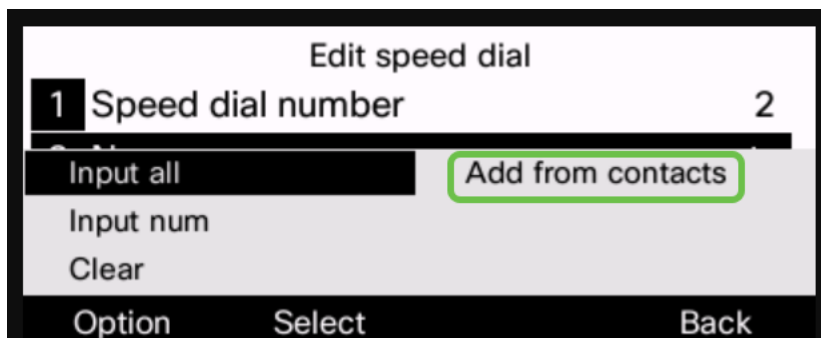 Edit speed dial
1 Speed dial number 2
Input all Add from contacts
Input num
Clear
Option Select Back